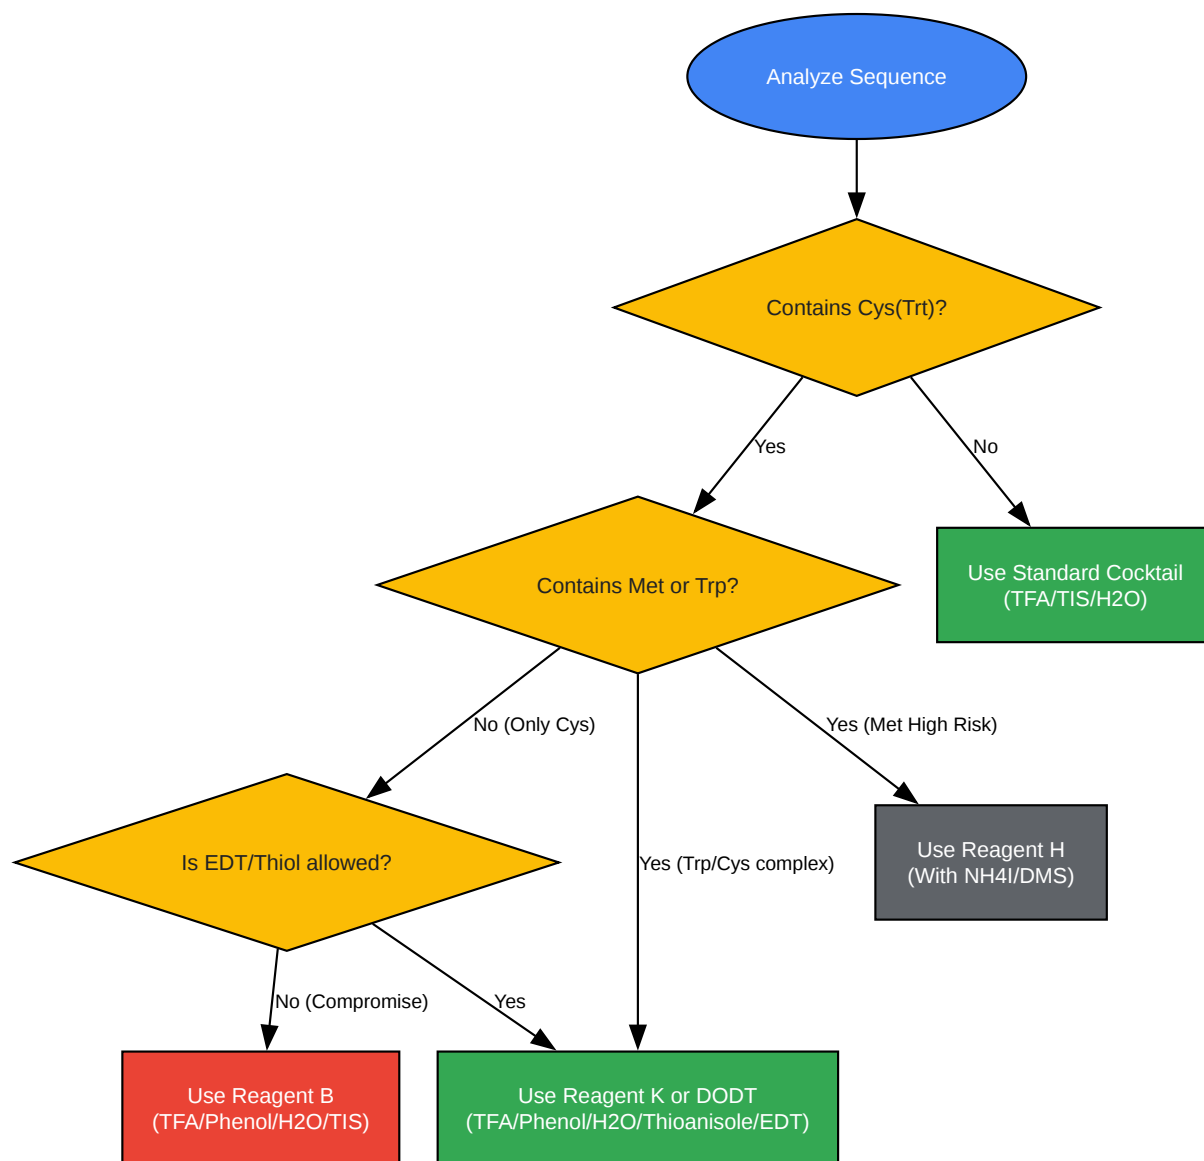 Analyze Sequence
Contains Cys(Trt)?
Yes
No
Contains Met or Trp?
Use Standard Cocktail
(TFA/TIS/H2O)
No (Only Cys)
Yes (Met High Risk)
Is EDT/Thiol allowed?
Yes (Trp/Cys complex)
Use Reagent H
(With NH4I/DMS)
No (Compromise)
Yes
Use Reagent B
(TFA/Phenol/H2O/TIS)
Use Reagent K or DODT
(TFA/Phenol/H2O/Thioanisole/EDT)